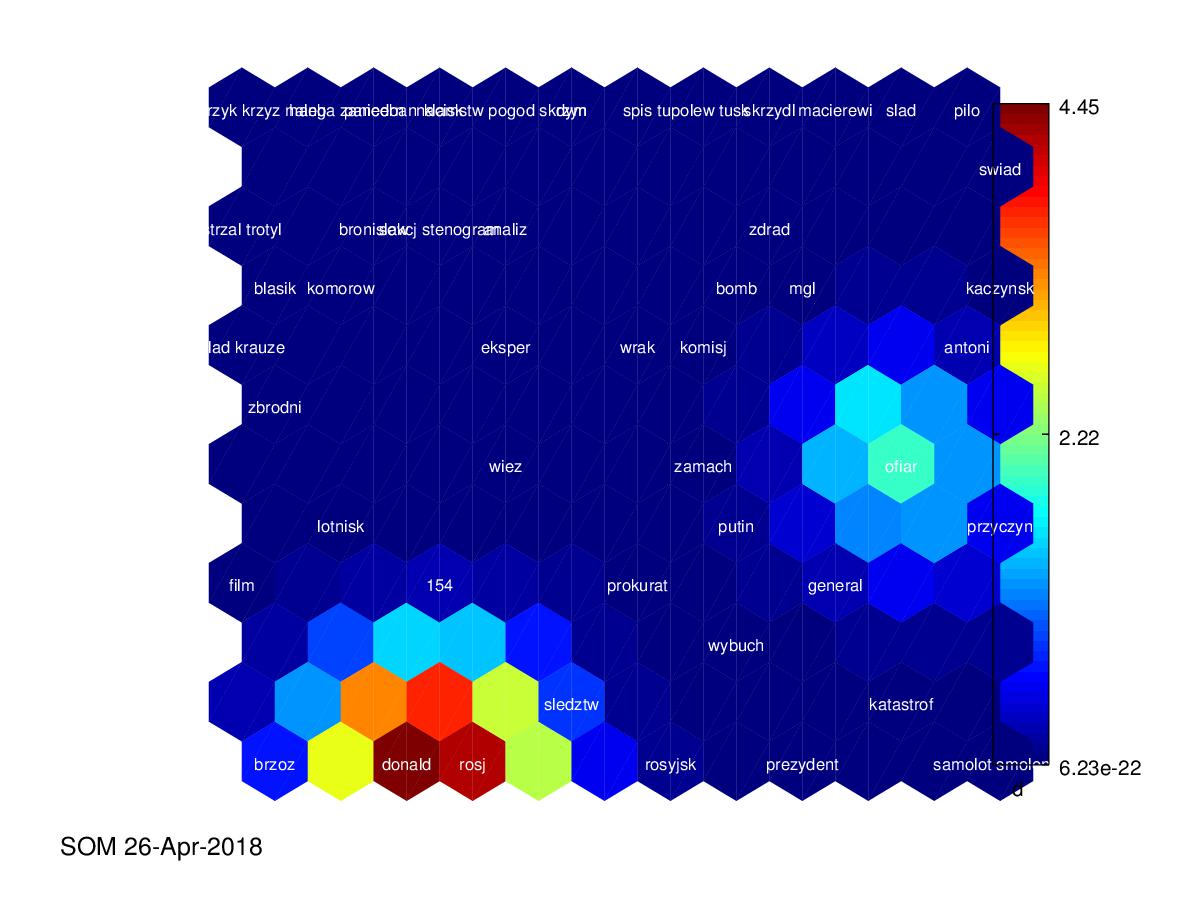 krzyz pogod spis tupolew tusk skrzydl macierewi slad pilo
4.45
swiad
trotyl stenogram analiz zdrad
blasik komorow bomb mgl kaczynsk
krauze eksper wrak komisj antoni
zbrodni
2.22
wiez zamach ofiar
lotnisk putin przyczyn
film 154 prokurat general
wybuch
sledztw katastrof
brzoz donald rosj rosyjsk prezydent samolot
6.23e-22
d
SOM 26-Apr-2018